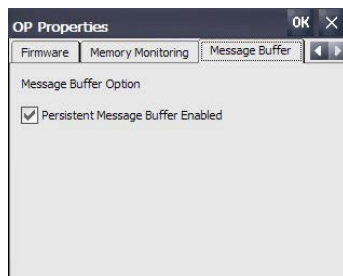 OP Properties OK ×
Firmware Memory Monitoring Message Buffer
Message Buffer Option
Persistent Message Buffer Enabled